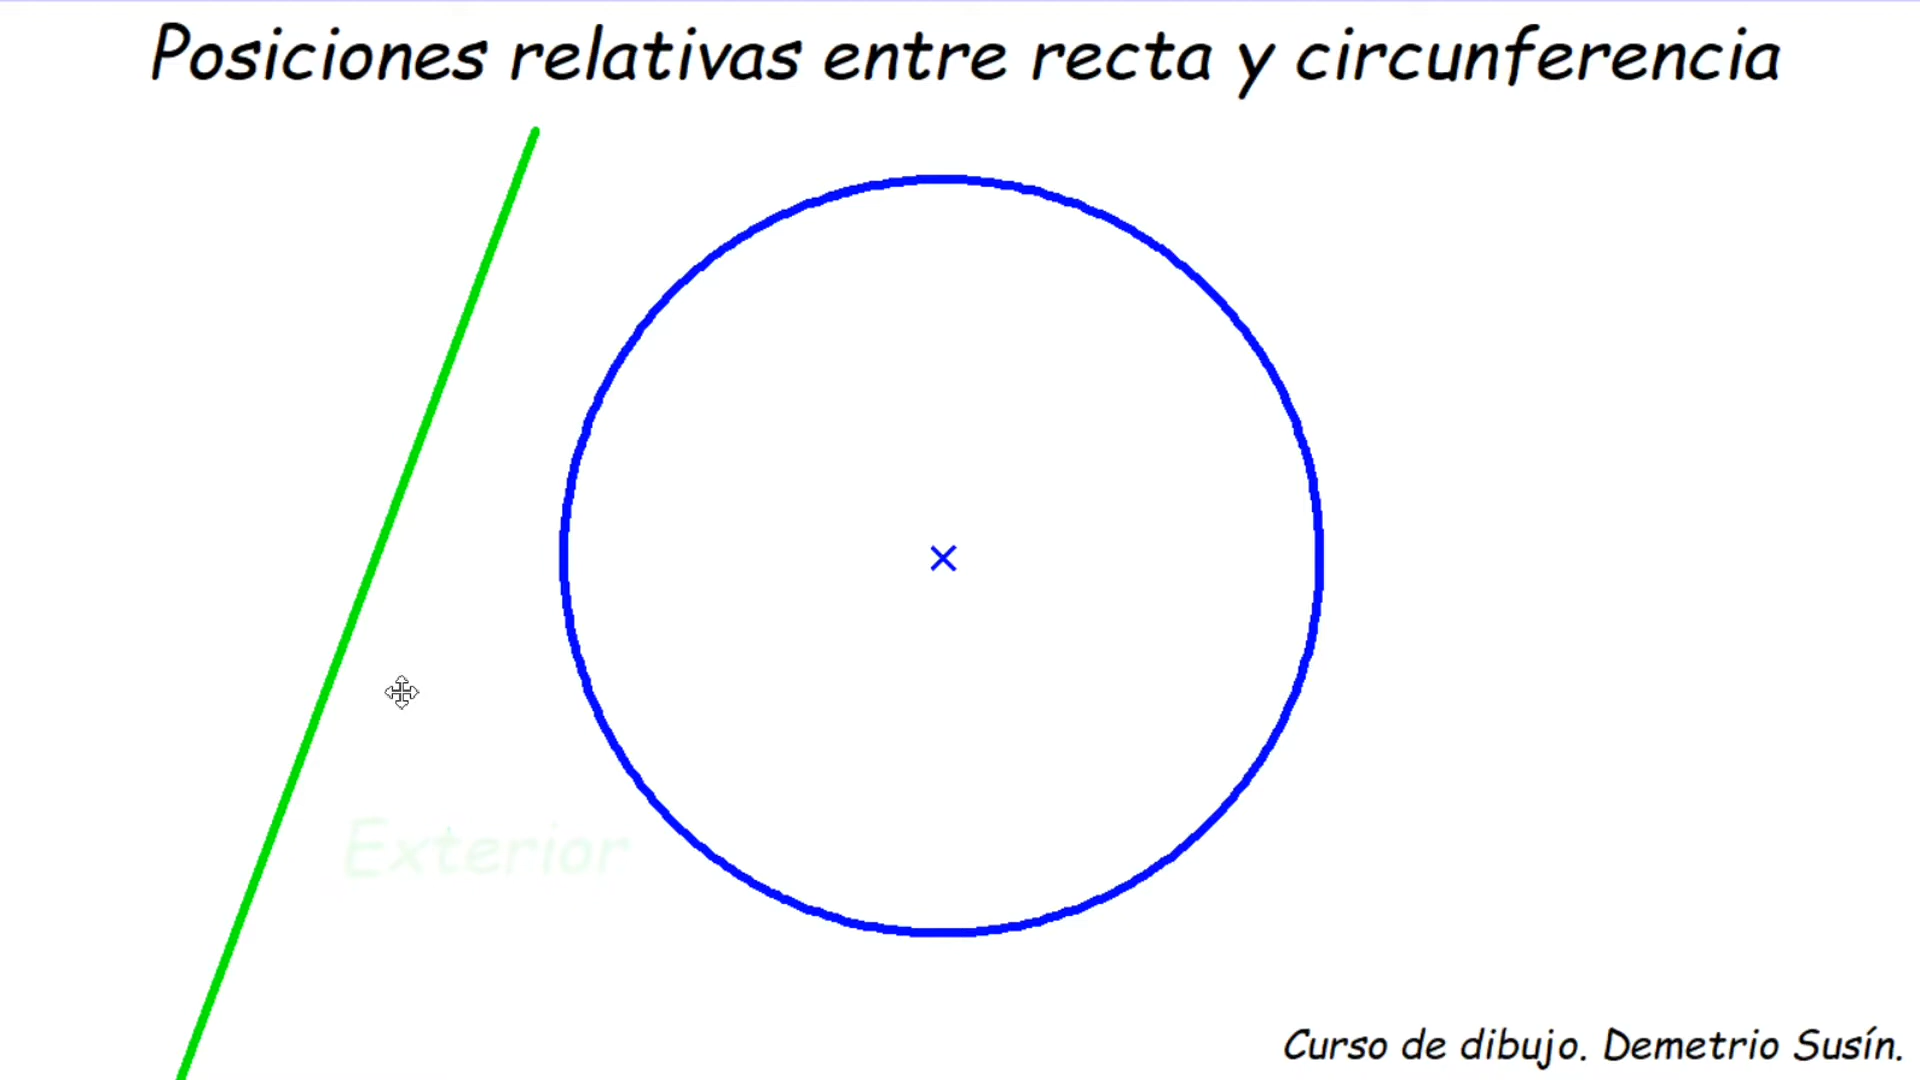 Posiciones relativas entre recta y circunferencia
Exterior
Curso de dibujo. Demetrio Susín.